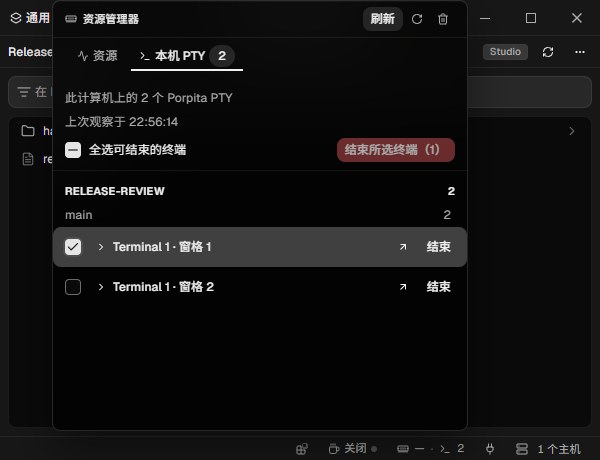 通用
资源管理器
刷新
Release
资源
本机 PTY
2
Studio
在
此计算机上的 2 个 Porpita PTY
上次观察于 22:56:14
全选可结束的终端
结束所选终端（1）
RELEASE-REVIEW
2
main
2
Terminal 1 · 窗格 1
结束
Terminal 1 · 窗格 2
结束
关闭
— · 2
1 个主机